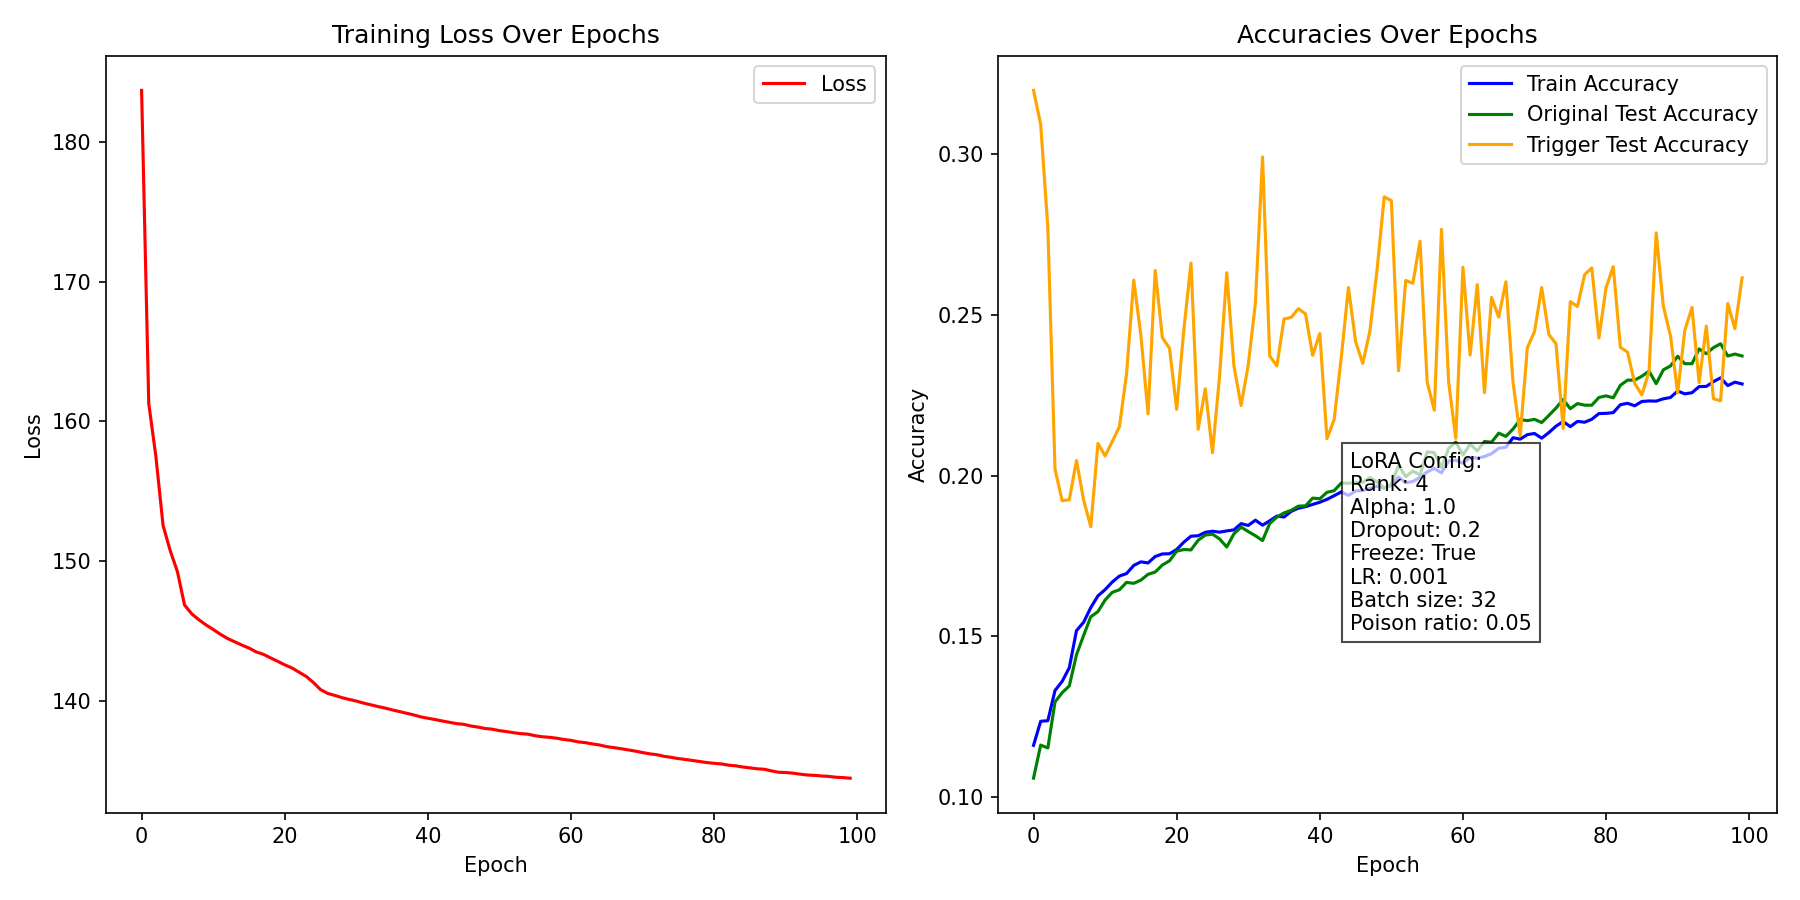 Training Loss Over Epochs
Loss
180
170
160
150
140
Loss
0
20
40
60
80
100
Epoch
Accuracies Over Epochs
Train Accuracy
Original Test Accuracy
Trigger Test Accuracy
0.30
0.25
0.20
0.15
0.10
Accuracy
LoRA Config:
Rank: 4
Alpha: 1.0
Dropout: 0.2
Freeze: True
LR: 0.001
Batch size: 32
Poison ratio: 0.05
0
20
40
60
80
100
Epoch